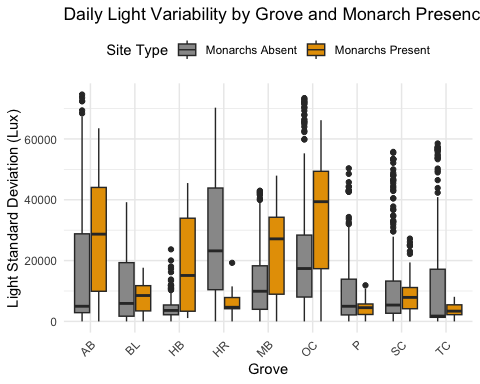 Daily Light Variability by Grove and Monarch Presenc
Site Type Monarchs Absent Monarchs Present
Light Standard Deviation (Lux)
60000
40000
20000
0
AB BL HB HR MB OC P SC TC
Grove